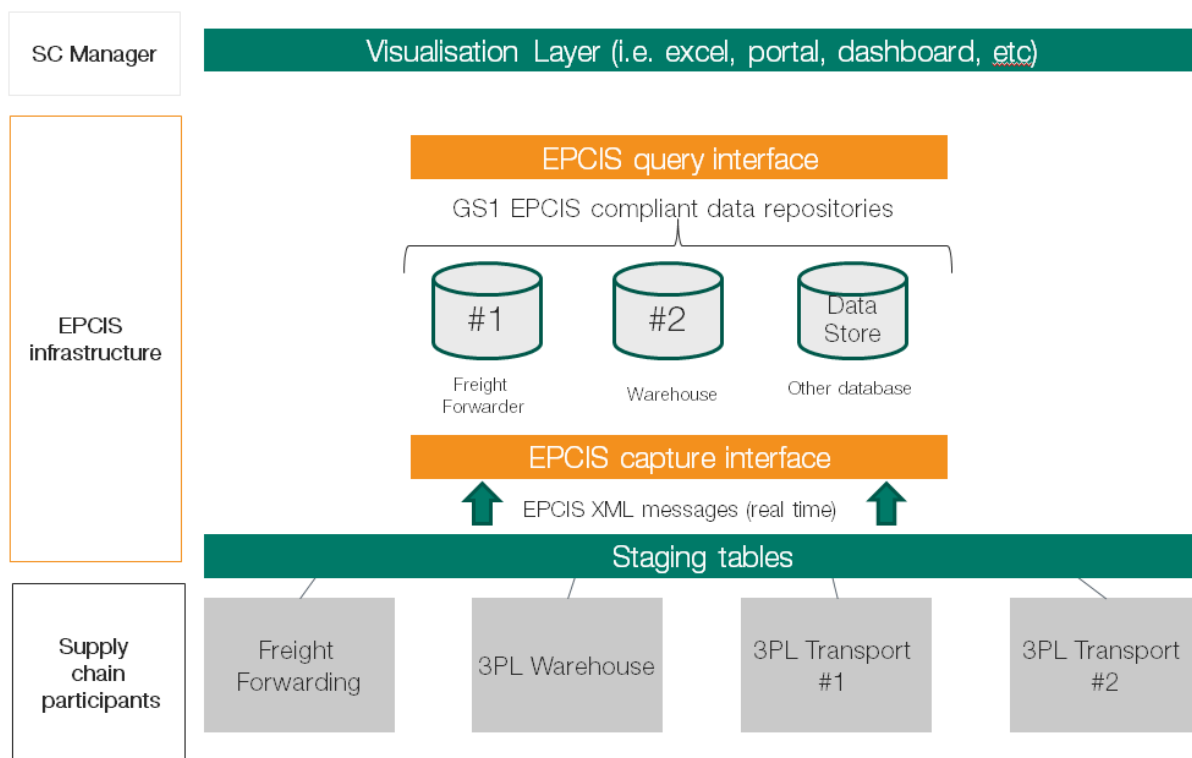 SC Manager
Visualisation Layer (i.e. excel, portal, dashboard, etc)
EPCIS
infrastructure
EPCIS query interface
GS1 EPCIS compliant data repositories
#1
#2
Data
Store
Freight
Forwarder
Warehouse
Other database
EPCIS capture interface
EPCIS XML messages (real time)
Staging tables
Supply
chain
participants
Freight
Forwarding
3PL Warehouse
3PL Transport
#1
3PL Transport
#2